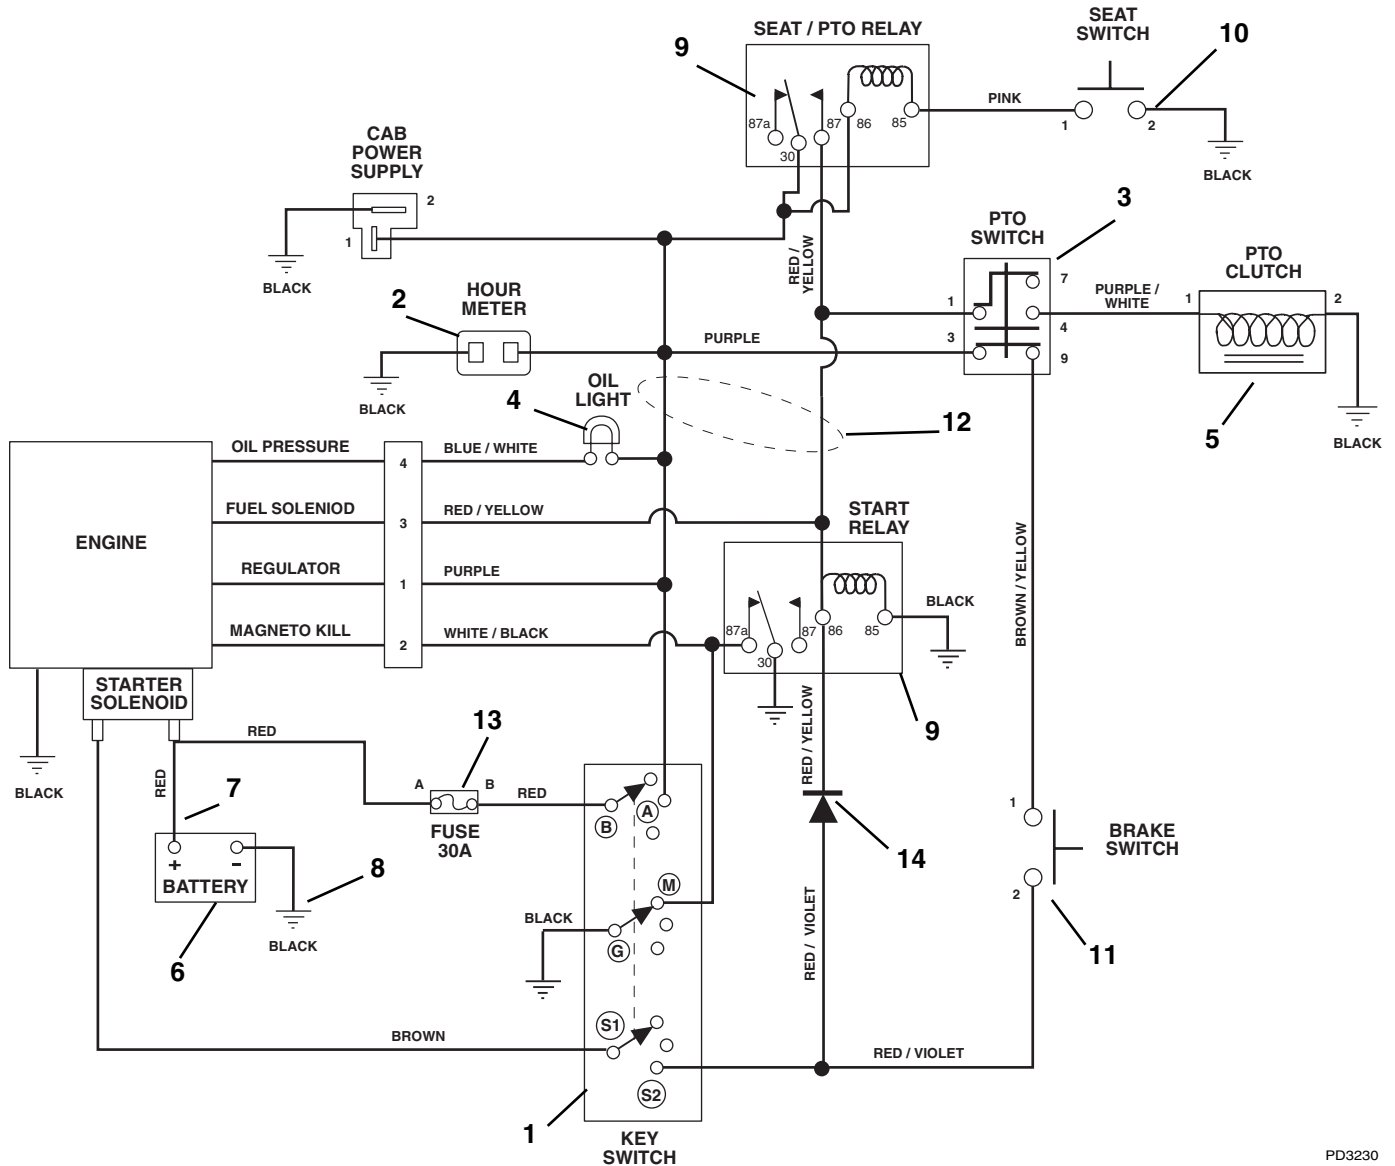 SEAT / PTO RELAY
SEAT
SWITCH
9
10
87a
30
87
86
85
PINK
1
2
BLACK
CAB
POWER
SUPPLY
2
1
BLACK
RED /
YELLOW
PTO
SWITCH
3
1
7
3
4
9
PURPLE /
WHITE
PTO
CLUTCH
1
2
5
BLACK
HOUR
METER
2
BLACK
PURPLE
OIL
LIGHT
4
12
ENGINE
OIL PRESSURE
4
BLUE / WHITE
FUEL SOLENIOD
3
RED / YELLOW
REGULATOR
1
PURPLE
MAGNETO KILL
2
WHITE / BLACK
START
RELAY
87a
30
87
86
85
BLACK
9
BROWN / YELLOW
STARTER
SOLENOID
BLACK
RED
RED
7
+
-
BATTERY
6
8
BLACK
13
A
B
FUSE
30A
RED
RED / YELLOW
14
RED / VIOLET
1
2
BRAKE
SWITCH
11
B
A
M
BLACK
G
S1
BROWN
S2
RED / VIOLET
1
KEY
SWITCH
PD3230